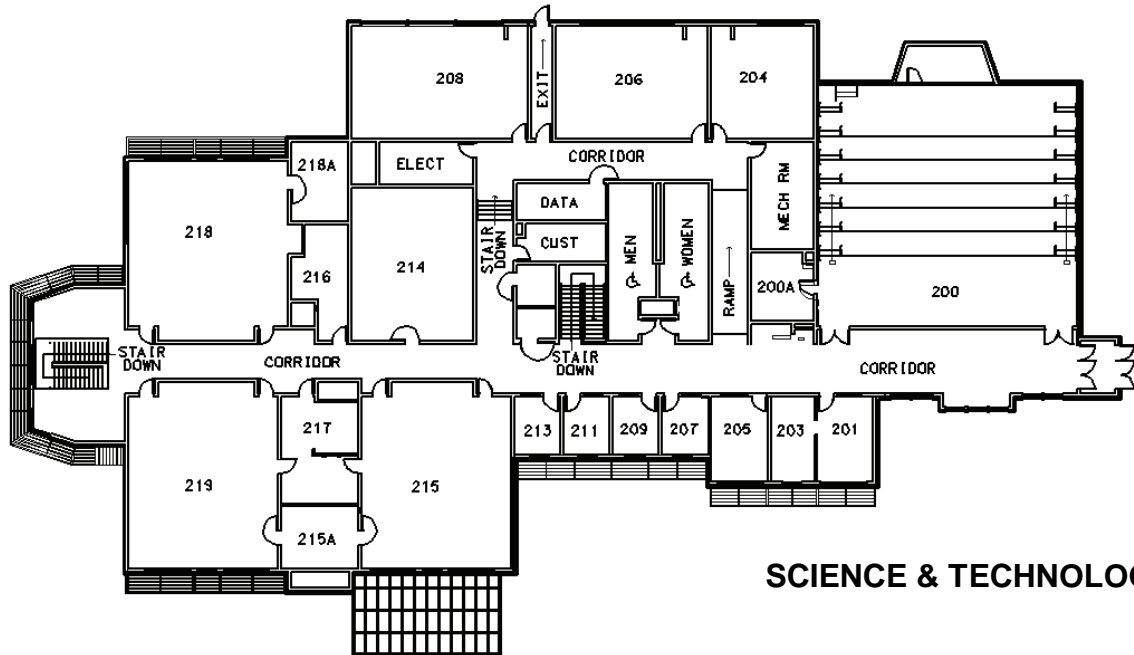 208
EXIT
206
204
218A
ELECT
CORRIDOR
DATA
MECH RM
218
STAIR
DOWN
CUST
MEN
WOMEN
216
214
RAMP
200A
200
STAIR
DOWN
CORRIDOR
STAIR
DOWN
CORRIDOR
217
213
211
209
207
205
203
201
219
215
215A
SCIENCE & TECHNOLOG